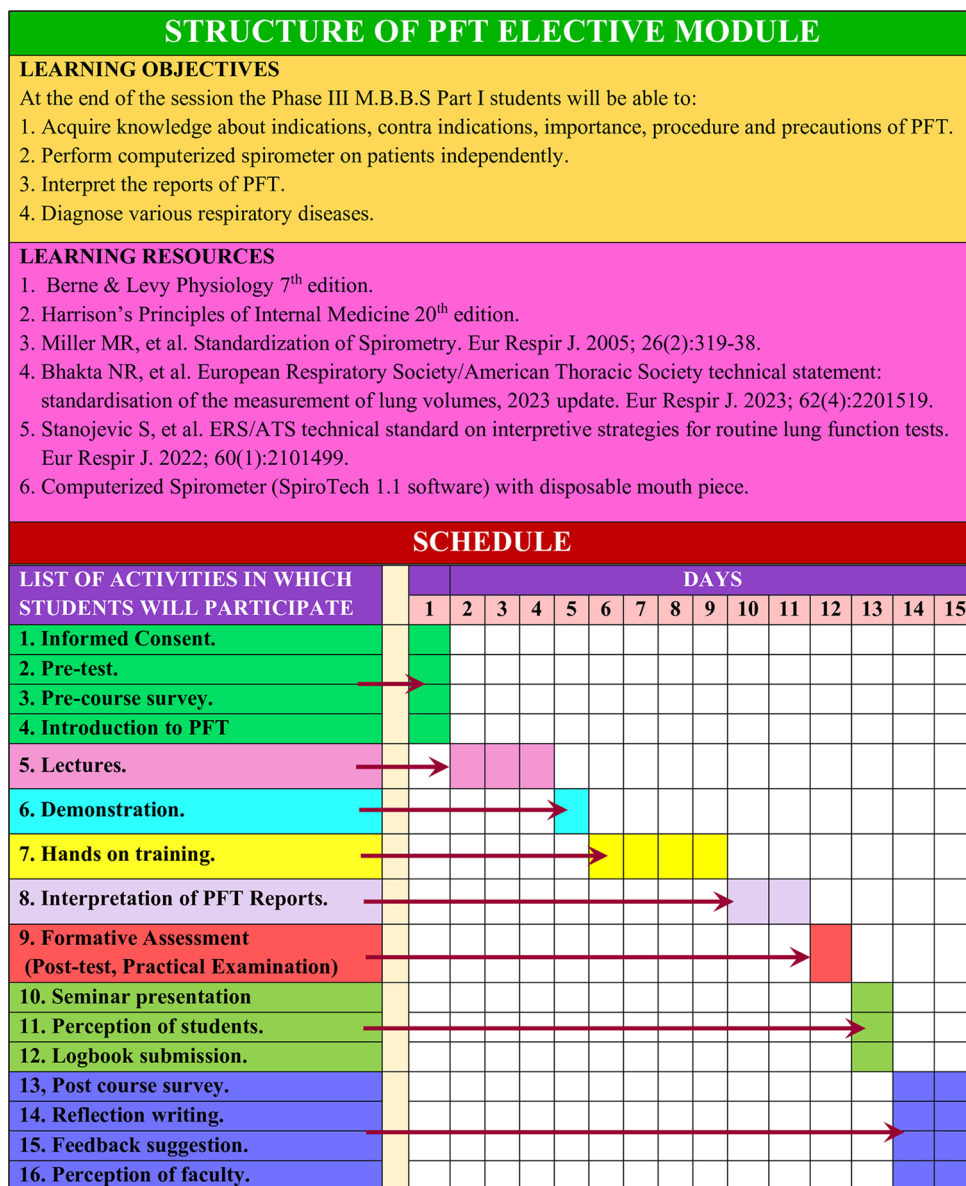 STRUCTURE OF PFT ELECTIVE MODULE
LEARNING OBJECTIVES
At the end of the session the Phase III M.B.B.S Part I students will be able to:
1. Acquire knowledge about indications, contra indications, importance, procedure and precautions of PFT.
2. Perform computerized spirometer on patients independently.
3. Interpret the reports of PFT.
4. Diagnose various respiratory diseases.
LEARNING RESOURCES
1. Berne & Levy Physiology 7th edition.
2. Harrison's Principles of Internal Medicine 20th edition.
3. Miller MR, et al. Standardization of Spirometry. Eur Respir J. 2005; 26(2):319-38.
4. Bhakta NR, et al. European Respiratory Society/American Thoracic Society technical statement:
standardisation of the measurement of lung volumes, 2023 update. Eur Respir J. 2023; 62(4):2201519.
5. Stanojevic S, et al. ERS/ATS technical standard on interpretive strategies for routine lung function tests.
Eur Respir J. 2022; 60(1):2101499.
6. Computerized Spirometer (SpiroTech 1.1 software) with disposable mouth piece.
SCHEDULE
LIST OF ACTIVITIES IN WHICH
STUDENTS WILL PARTICIPATE
DAYS
1 2 3 4 5 6 7 8 9 10 11 12 13 14 15
1. Informed Consent.
2. Pre-test.
3. Pre-course survey.
4. Introduction to PFT
5. Lectures.
6. Demonstration.
7. Hands on training.
8. Interpretation of PFT Reports.
9. Formative Assessment
(Post-test, Practical Examination)
10. Seminar presentation
11. Perception of students.
12. Logbook submission.
13, Post course survey.
14. Reflection writing.
15. Feedback suggestion.
16. Perception of faculty.